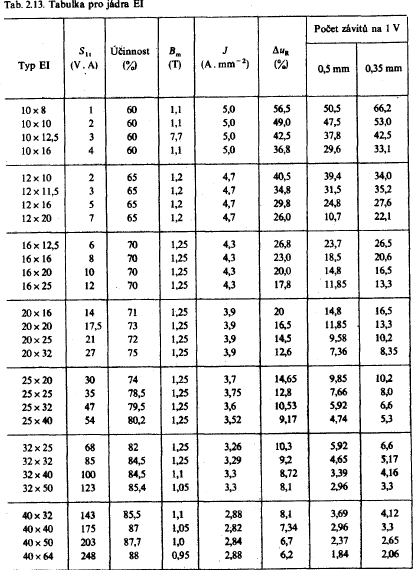 Tab. 2.13. Tabulka pro jádra EI
Typ EI S₁₁ (V . A) Účinnost (%) Bm (T) J (A . mm⁻²) ΔuR (%) Počet závitů na 1 V
0,5 mm 0,35 mm
10 × 8 1 60 1,1 5,0 56,5 50,5 66,2
10 × 10 2 60 1,1 5,0 49,0 47,5 53,0
10 × 12,5 3 60 7,7 5,0 42,5 37,8 42,5
10 × 16 4 60 1,1 5,0 36,8 29,6 33,1
12 × 10 2 65 1,2 4,7 40,5 39,4 34,0
12 × 11,5 3 65 1,2 4,7 34,8 31,5 35,2
12 × 16 5 65 1,2 4,7 29,8 24,8 27,6
12 × 20 7 65 1,2 4,7 26,0 10,7 22,1
16 × 12,5 6 70 1,25 4,3 26,8 23,7 26,5
16 × 16 8 70 1,25 4,3 23,0 18,5 20,6
16 × 20 10 70 1,25 4,3 20,0 14,8 16,5
16 × 25 12 70 1,25 4,3 17,8 11,85 13,3
20 × 16 14 71 1,25 3,9 20 14,8 16,5
20 × 20 17,5 73 1,25 3,9 16,5 11,85 13,3
20 × 25 21 72 1,25 3,9 14,5 9,58 10,2
20 × 32 27 75 1,25 3,9 12,6 7,36 8,35
25 × 20 30 74 1,25 3,7 14,65 9,85 10,2
25 × 25 35 78,5 1,25 3,75 12,8 7,66 8,0
25 × 32 47 79,5 1,25 3,6 10,53 5,92 6,6
25 × 40 54 80,2 1,25 3,52 9,17 4,74 5,3
32 × 25 68 82 1,25 3,26 10,3 5,92 6,6
32 × 32 85 84,5 1,25 3,29 9,2 4,65 5,17
32 × 40 100 84,5 1,1 3,3 8,72 3,39 4,16
32 × 50 123 85,4 1,05 3,3 8,1 2,96 3,3
40 × 32 143 85,5 1,1 2,88 8,1 3,69 4,12
40 × 40 175 87 1,05 2,82 7,34 2,96 3,3
40 × 50 203 87,7 1,0 2,84 6,7 2,37 2,65
40 × 64 248 88 0,95 2,88 6,2 1,84 2,06